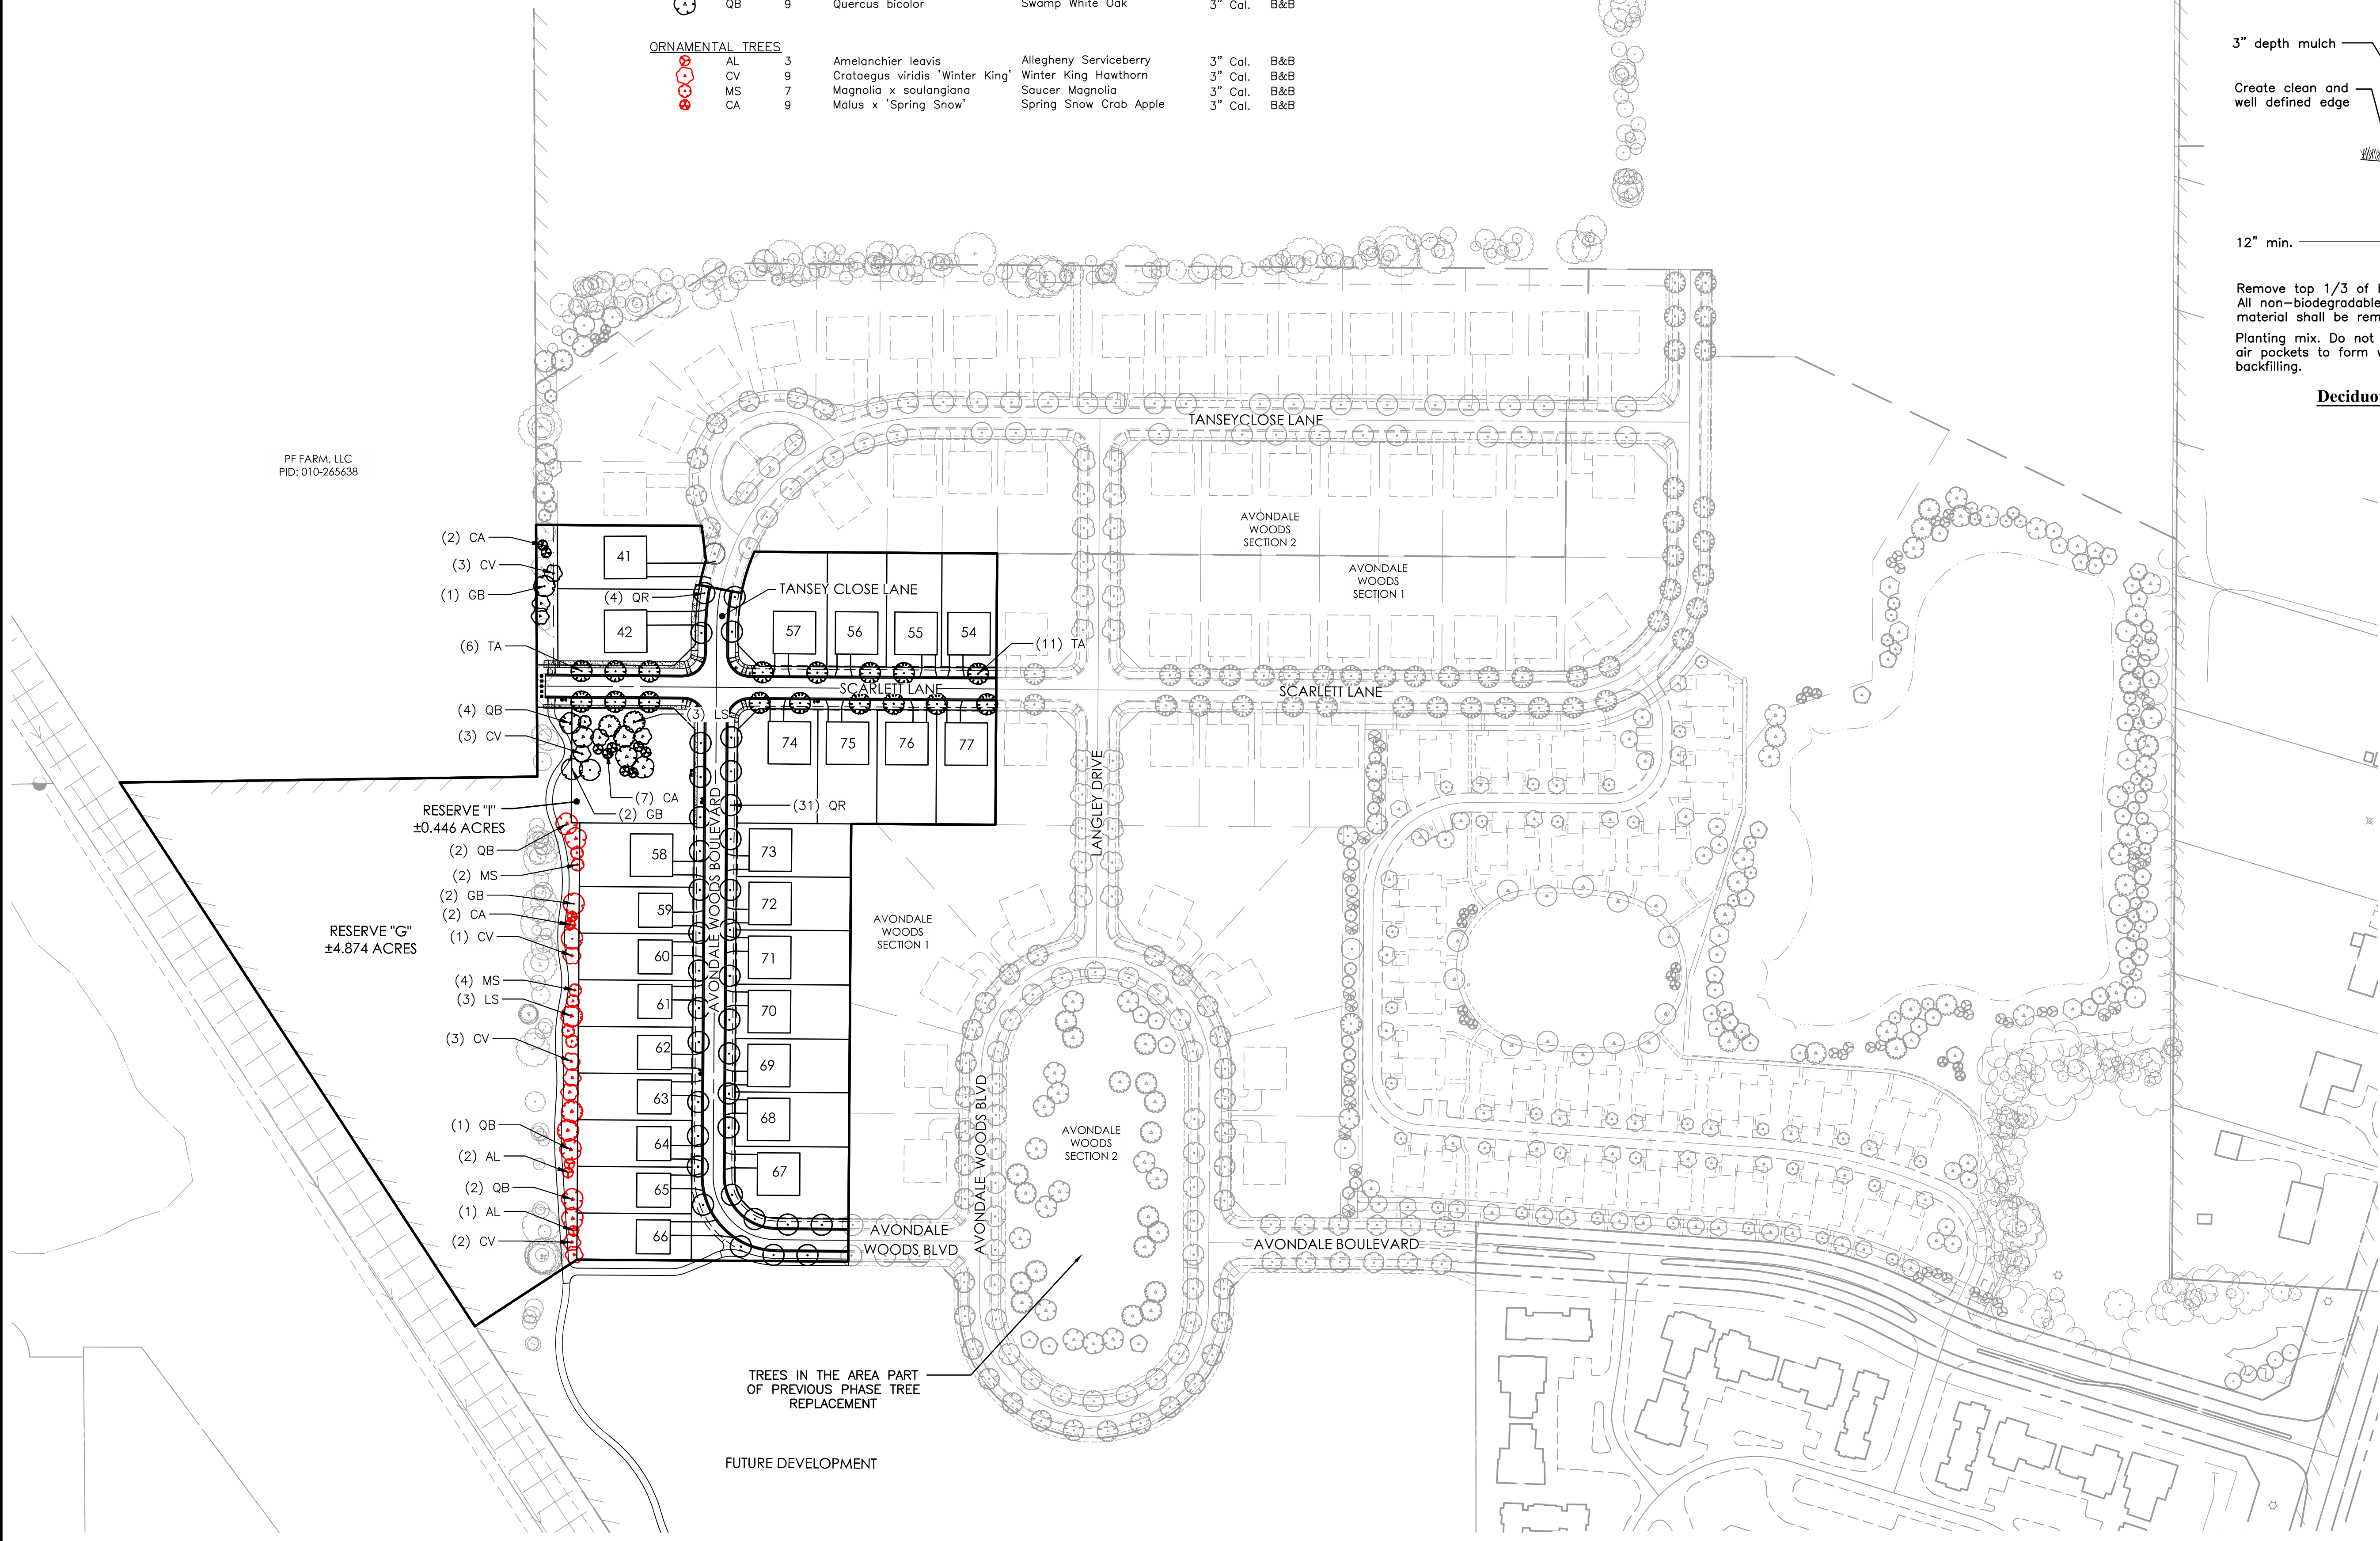 QB 9 Quercus bicolor Swamp White Oak 3" Cal. B&B
ORNAMENTAL TREES
AL 3 Amelanchier leavis Allegheny Serviceberry 3" Cal. B&B
CV 9 Crataegus viridis 'Winter King' Winter King Hawthorn 3" Cal. B&B
MS 7 Magnolia x soulangiana Saucer Magnolia 3" Cal. B&B
CA 9 Malus x 'Spring Snow' Spring Snow Crab Apple 3" Cal. B&B
3" depth mulch
Create clean and
well defined edge
12" min.
Remove top 1/3 of
All non-biodegradable
material shall be
Planting mix. Do not
air pockets to form
backfilling.
PF FARM, LLC
PID: 010-265638
TANSEYCLOSE LANE
AVONDALE
WOODS
SECTION 2
AVONDALE
WOODS
SECTION 1
(2) CA
(3) CV
(1) GB
(6) TA
(4) QR
TANSEY CLOSE LANE
(11) TA
41
42
57
56
55
54
SCARLETT LANE
SCARLETT LANE
(4) QB
(3) CV
(3) LS
(7) CA
(2) GB
(31) QR
74
75
76
77
LANGLEY DRIVE
RESERVE "I"
±0.446 ACRES
RESERVE "G"
±4.874 ACRES
(2) QB
(2) MS
(2) GB
(2) CA
(1) CV
(4) MS
(3) LS
(3) CV
(1) QB
(2) AL
(2) QB
(1) AL
(2) CV
AVONDALE WOODS BOULEVARD
58
59
60
61
62
63
64
65
66
73
72
71
70
69
68
67
AVONDALE
WOODS
SECTION 1
AVONDALE WOODS BLVD
AVONDALE
WOODS
SECTION 2
AVONDALE
WOODS BLVD
AVONDALE BOULEVARD
TREES IN THE AREA PART
OF PREVIOUS PHASE TREE
REPLACEMENT
FUTURE DEVELOPMENT